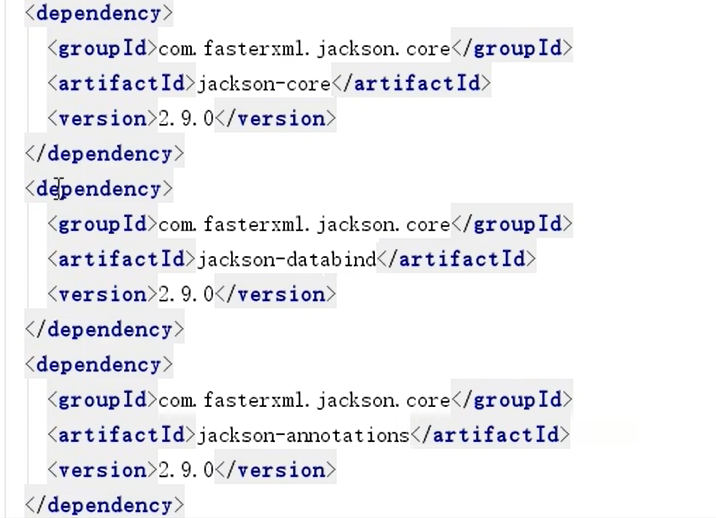 <dependency>
<groupId>com.fasterxml.jackson.core</groupId>
<artifactId>jackson-core</artifactId>
<version>2.9.0</version>
</dependency>
<dependency>
<groupId>com.fasterxml.jackson.core</groupId>
<artifactId>jackson-databind</artifactId>
<version>2.9.0</version>
</dependency>
<dependency>
<groupId>com.fasterxml.jackson.core</groupId>
<artifactId>jackson-annotations</artifactId>
<version>2.9.0</version>
</dependency>